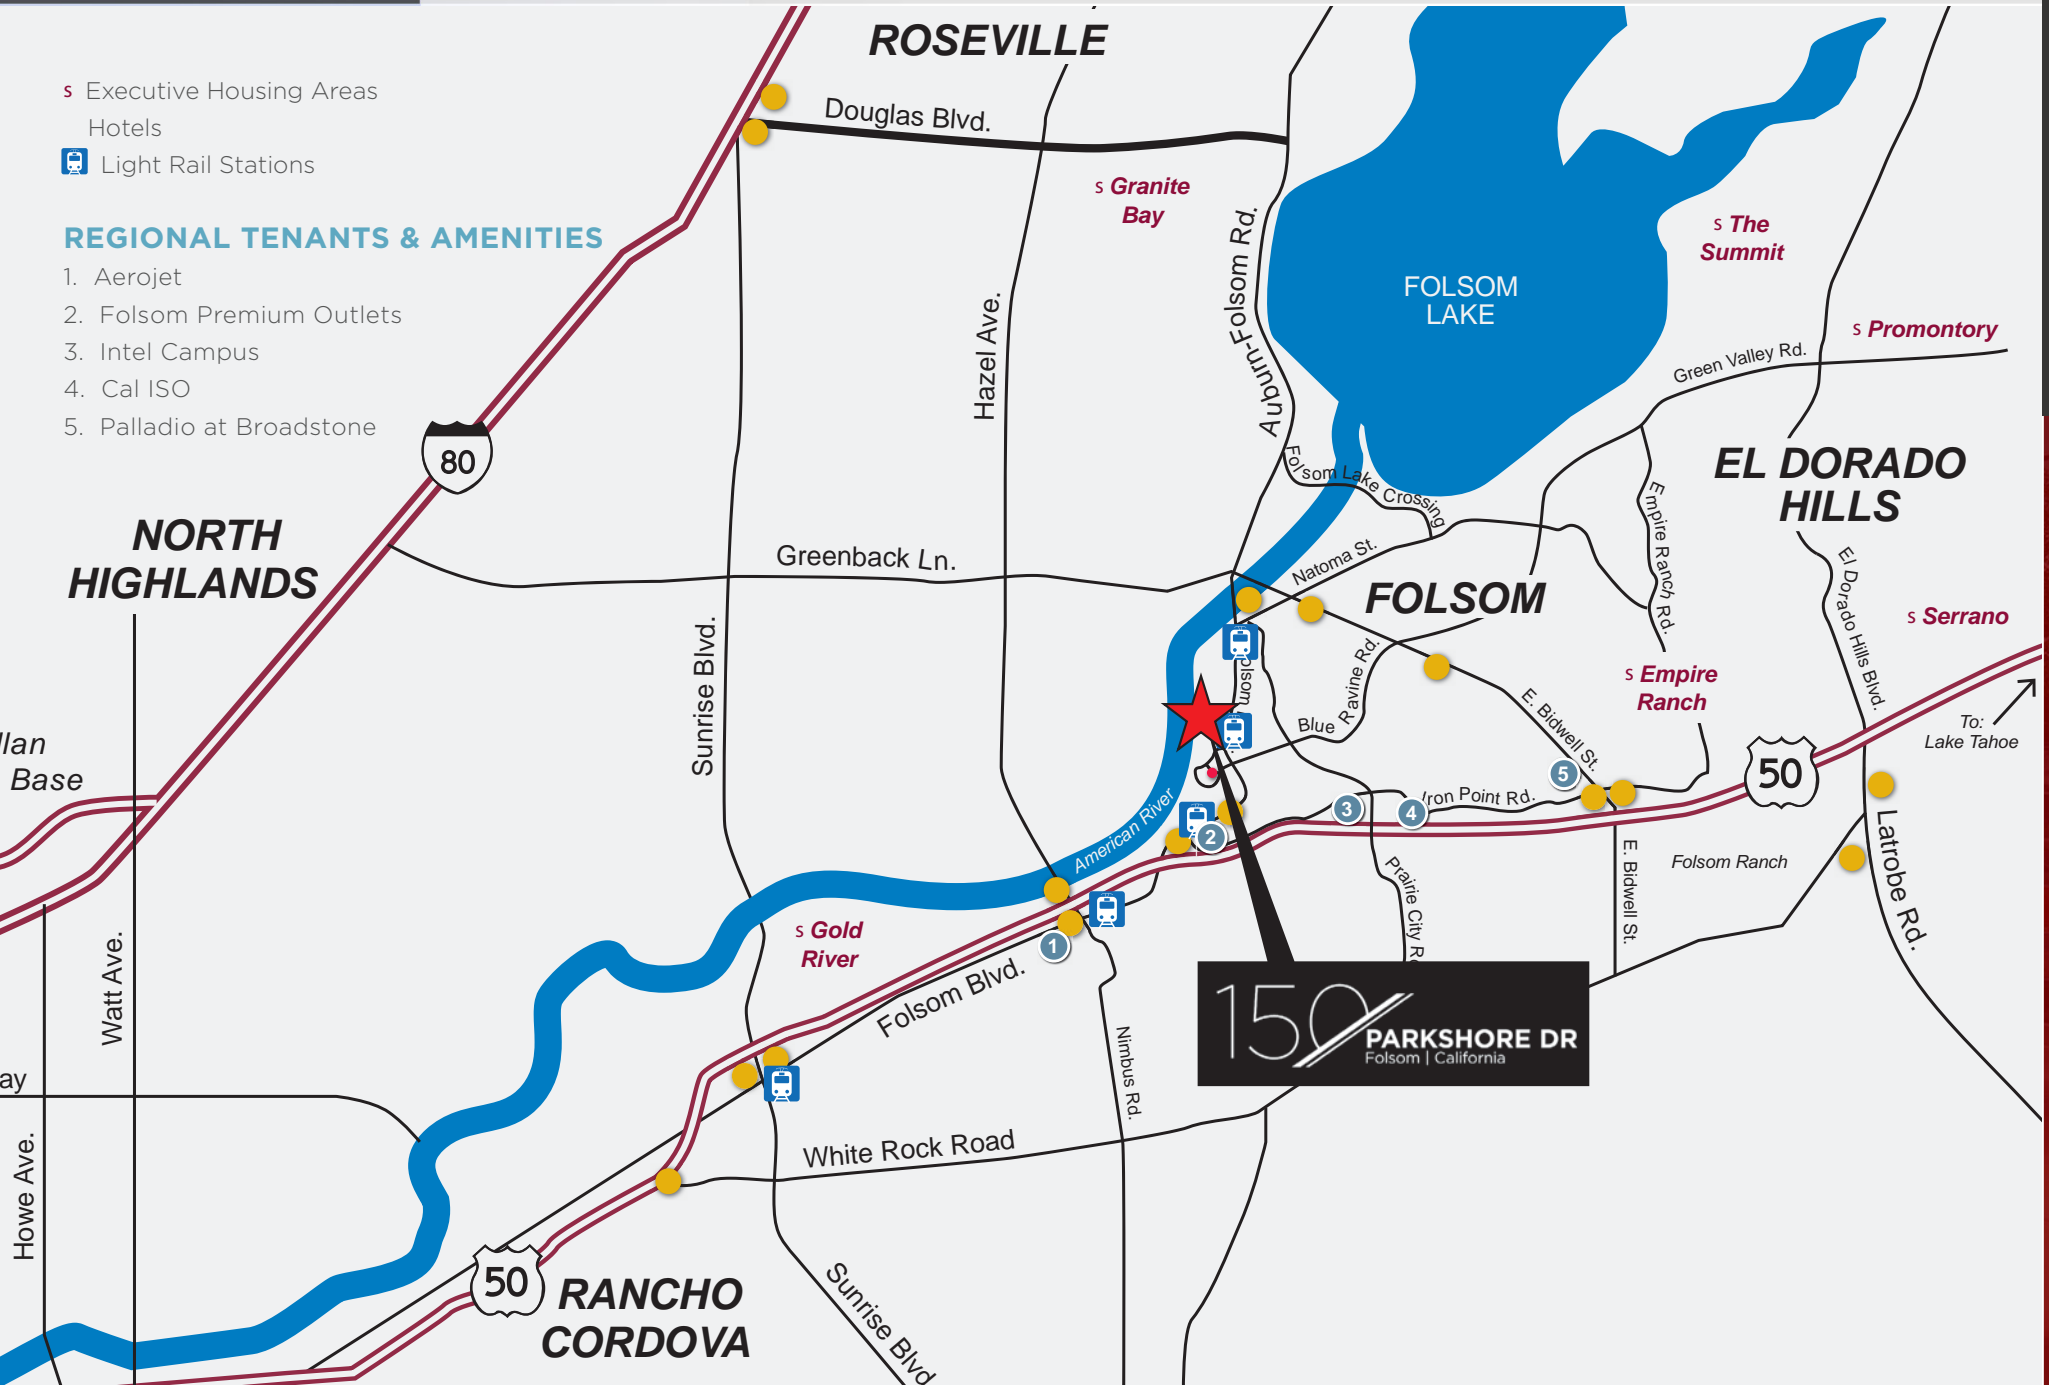 ROSEVILLE
s Executive Housing Areas
Hotels
Light Rail Stations
Douglas Blvd.
REGIONAL TENANTS & AMENITIES
1. Aerojet
2. Folsom Premium Outlets
3. Intel Campus
4. Cal ISO
5. Palladio at Broadstone
s Granite
Bay
Auburn-Folsom Rd.
s The
Summit
FOLSOM
LAKE
s Promontory
Green Valley Rd.
Hazel Ave.
80
Folsom Lake Crossing
EL DORADO
HILLS
NORTH
HIGHLANDS
Greenback Ln.
Natoma St.
Empire Ranch Rd.
El Dorado Hills Blvd.
FOLSOM
s Serrano
Sunrise Blvd.
olsom
Blue Ravine Rd.
s Empire
Ranch
E. Bidwell St.
To:
Lake Tahoe
llan
Base
50
5
3
4
Iron Point Rd.
2
American River
Prairie City R
E. Bidwell St.
Folsom Ranch
Latrobe Rd.
s Gold
River
1
Folsom Blvd.
Watt Ave.
150
PARKSHORE DR
Folsom | California
Nimbus Rd.
ay
White Rock Road
Howe Ave.
50
RANCHO
CORDOVA
Sunrise Blvd